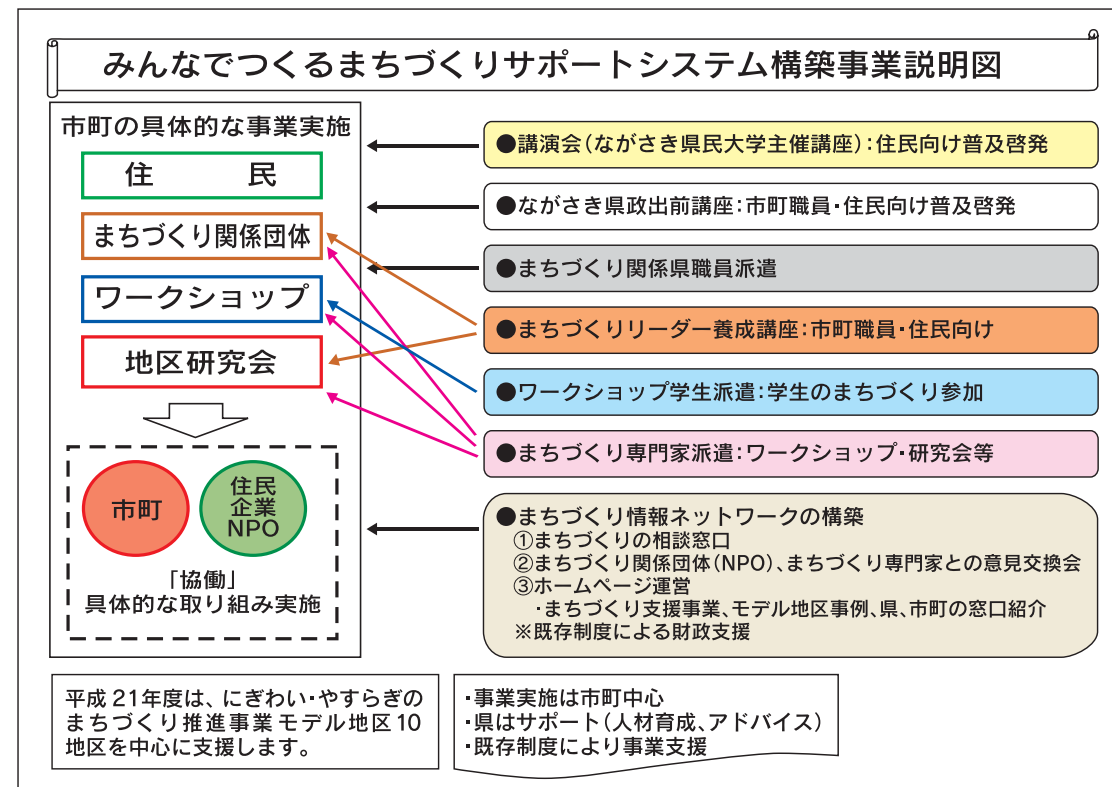 みんなでつくるまちづくりサポートシステム構築事業説明図
市町の具体的な事業実施
住　　民
まちづくり関係団体
ワークショップ
地区研究会
市町
住民
企業
NPO
「協働」
具体的な取り組み実施
●講演会(ながさき県民大学主催講座):住民向け普及啓発
●ながさき県政出前講座:市町職員・住民向け普及啓発
●まちづくり関係県職員派遣
●まちづくりリーダー養成講座:市町職員・住民向け
●ワークショップ学生派遣:学生のまちづくり参加
●まちづくり専門家派遣:ワークショップ・研究会等
●まちづくり情報ネットワークの構築
①まちづくりの相談窓口
②まちづくり関係団体(NPO)、まちづくり専門家との意見交換会
③ホームページ運営
・まちづくり支援事業、モデル地区事例、県、市町の窓口紹介
※既存制度による財政支援
平成21年度は、にぎわい・やすらぎの
まちづくり推進事業モデル地区10
地区を中心に支援します。
・事業実施は市町中心
・県はサポート(人材育成、アドバイス)
・既存制度により事業支援